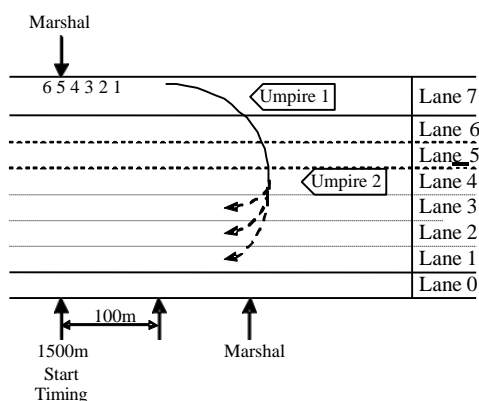 Marshal
6 5 4 3 2 1
Umpire 1
Lane 7
Lane 6
Lane 5
Umpire 2
Lane 4
Lane 3
Lane 2
Lane 1
Lane 0
100m
1500m
Start
Timing
Marshal